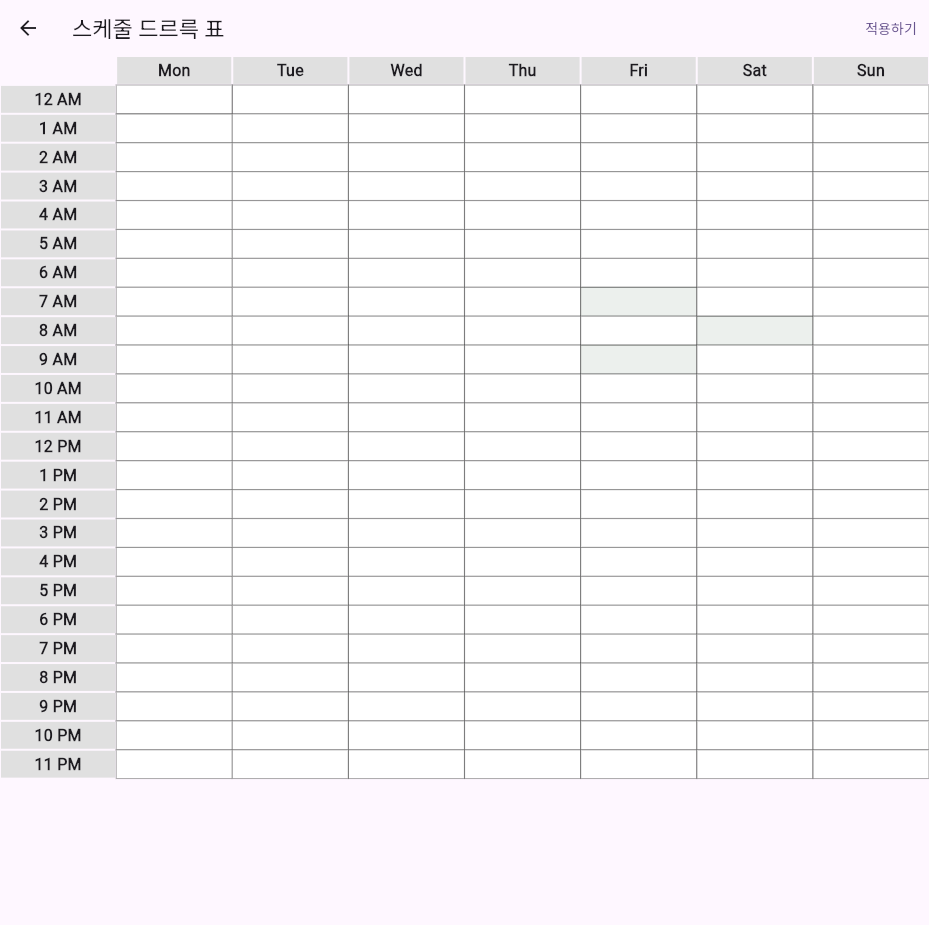 스케줄 드르륵 표
적용하기
Mon Tue Wed Thu Fri Sat Sun
12 AM
1 AM
2 AM
3 AM
4 AM
5 AM
6 AM
7 AM
8 AM
9 AM
10 AM
11 AM
12 PM
1 PM
2 PM
3 PM
4 PM
5 PM
6 PM
7 PM
8 PM
9 PM
10 PM
11 PM